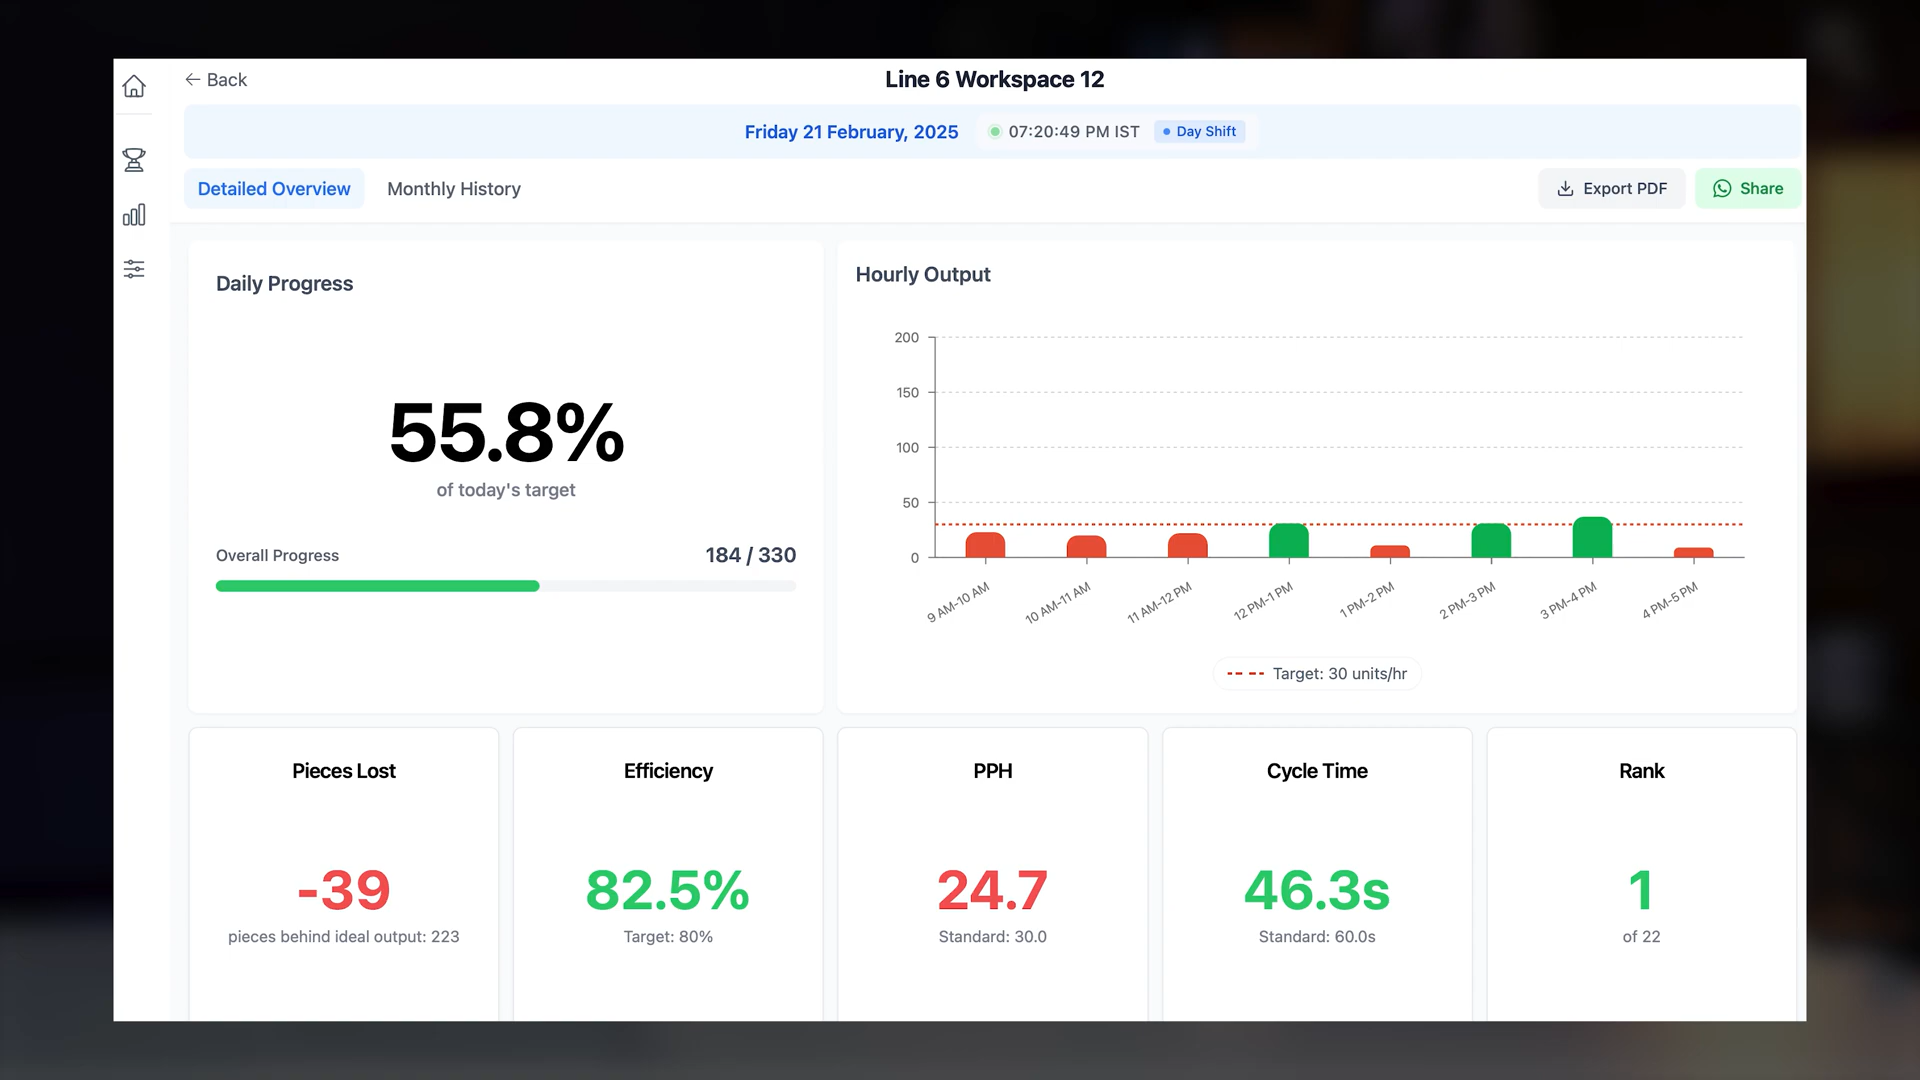 Back
Line 6 Workspace 12
Friday 21 February, 2025
07:20:49 PM IST
Day Shift
Detailed Overview
Monthly History
Export PDF
Share
Daily Progress
55.8%
of today's target
Overall Progress
184 / 330
Hourly Output
200
150
100
50
0
9 AM-10 AM
10 AM-11 AM
11 AM-12 PM
12 PM-1 PM
1 PM-2 PM
2 PM-3 PM
3 PM-4 PM
4 PM-5 PM
Target: 30 units/hr
Pieces Lost
-39
pieces behind ideal output: 223
Efficiency
82.5%
Target: 80%
PPH
24.7
Standard: 30.0
Cycle Time
46.3s
Standard: 60.0s
Rank
1
of 22